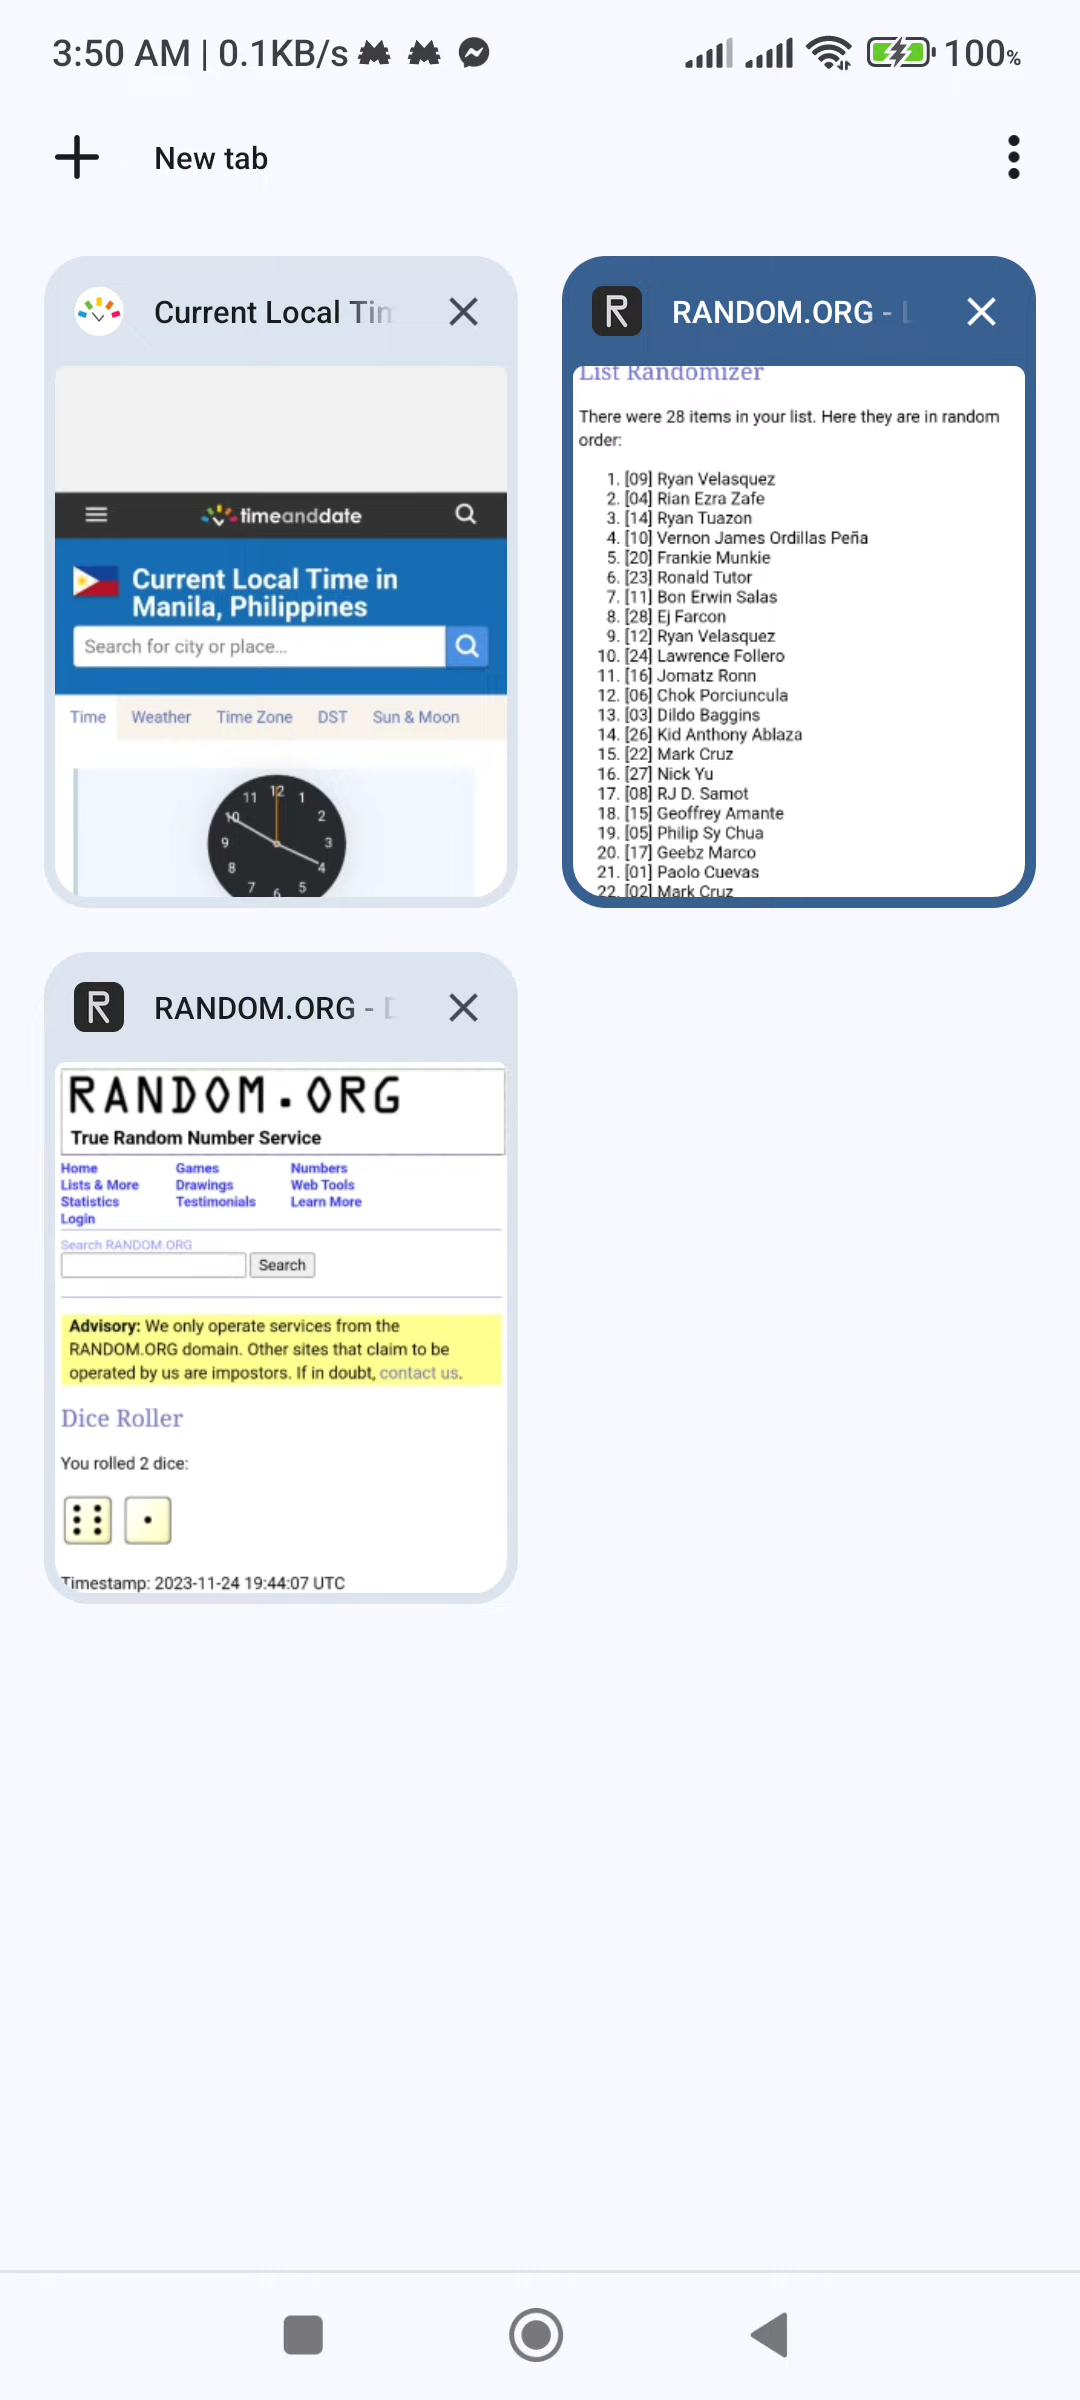 3:50 AM | 0.1KB/s
100%
New tab
Current Local Tim
timeanddate
Current Local Time in
Manila, Philippines
Search for city or place...
Time Weather Time Zone DST Sun & Moon
12
11 1
10 2
9 3
8 4
7 5
6
R RANDOM.ORG - L
List Randomizer
There were 28 items in your list. Here they are in random
order:
1. [09] Ryan Velasquez
2. [04] Rian Ezra Zafe
3. [14] Ryan Tuazon
4. [10] Vernon James Ordillas Peña
5. [20] Frankie Munkie
6. [23] Ronald Tutor
7. [11] Bon Erwin Salas
8. [28] Ej Farcon
9. [12] Ryan Velasquez
10. [24] Lawrence Follero
11. [16] Jomatz Ronn
12. [06] Chok Porciuncula
13. [03] Dildo Baggins
14. [26] Kid Anthony Ablaza
15. [22] Mark Cruz
16. [27] Nick Yu
17. [08] RJ D. Samot
18. [15] Geoffrey Amante
19. [05] Philip Sy Chua
20. [17] Geebz Marco
21. [01] Paolo Cuevas
22. [02] Mark Cruz
R RANDOM.ORG - D
RANDOM.ORG
True Random Number Service
Home Games Numbers
Lists & More Drawings Web Tools
Statistics Testimonials Learn More
Login
Search RANDOM.ORG
Search
Advisory: We only operate services from the
RANDOM.ORG domain. Other sites that claim to be
operated by us are impostors. If in doubt, contact us.
Dice Roller
You rolled 2 dice:
Timestamp: 2023-11-24 19:44:07 UTC